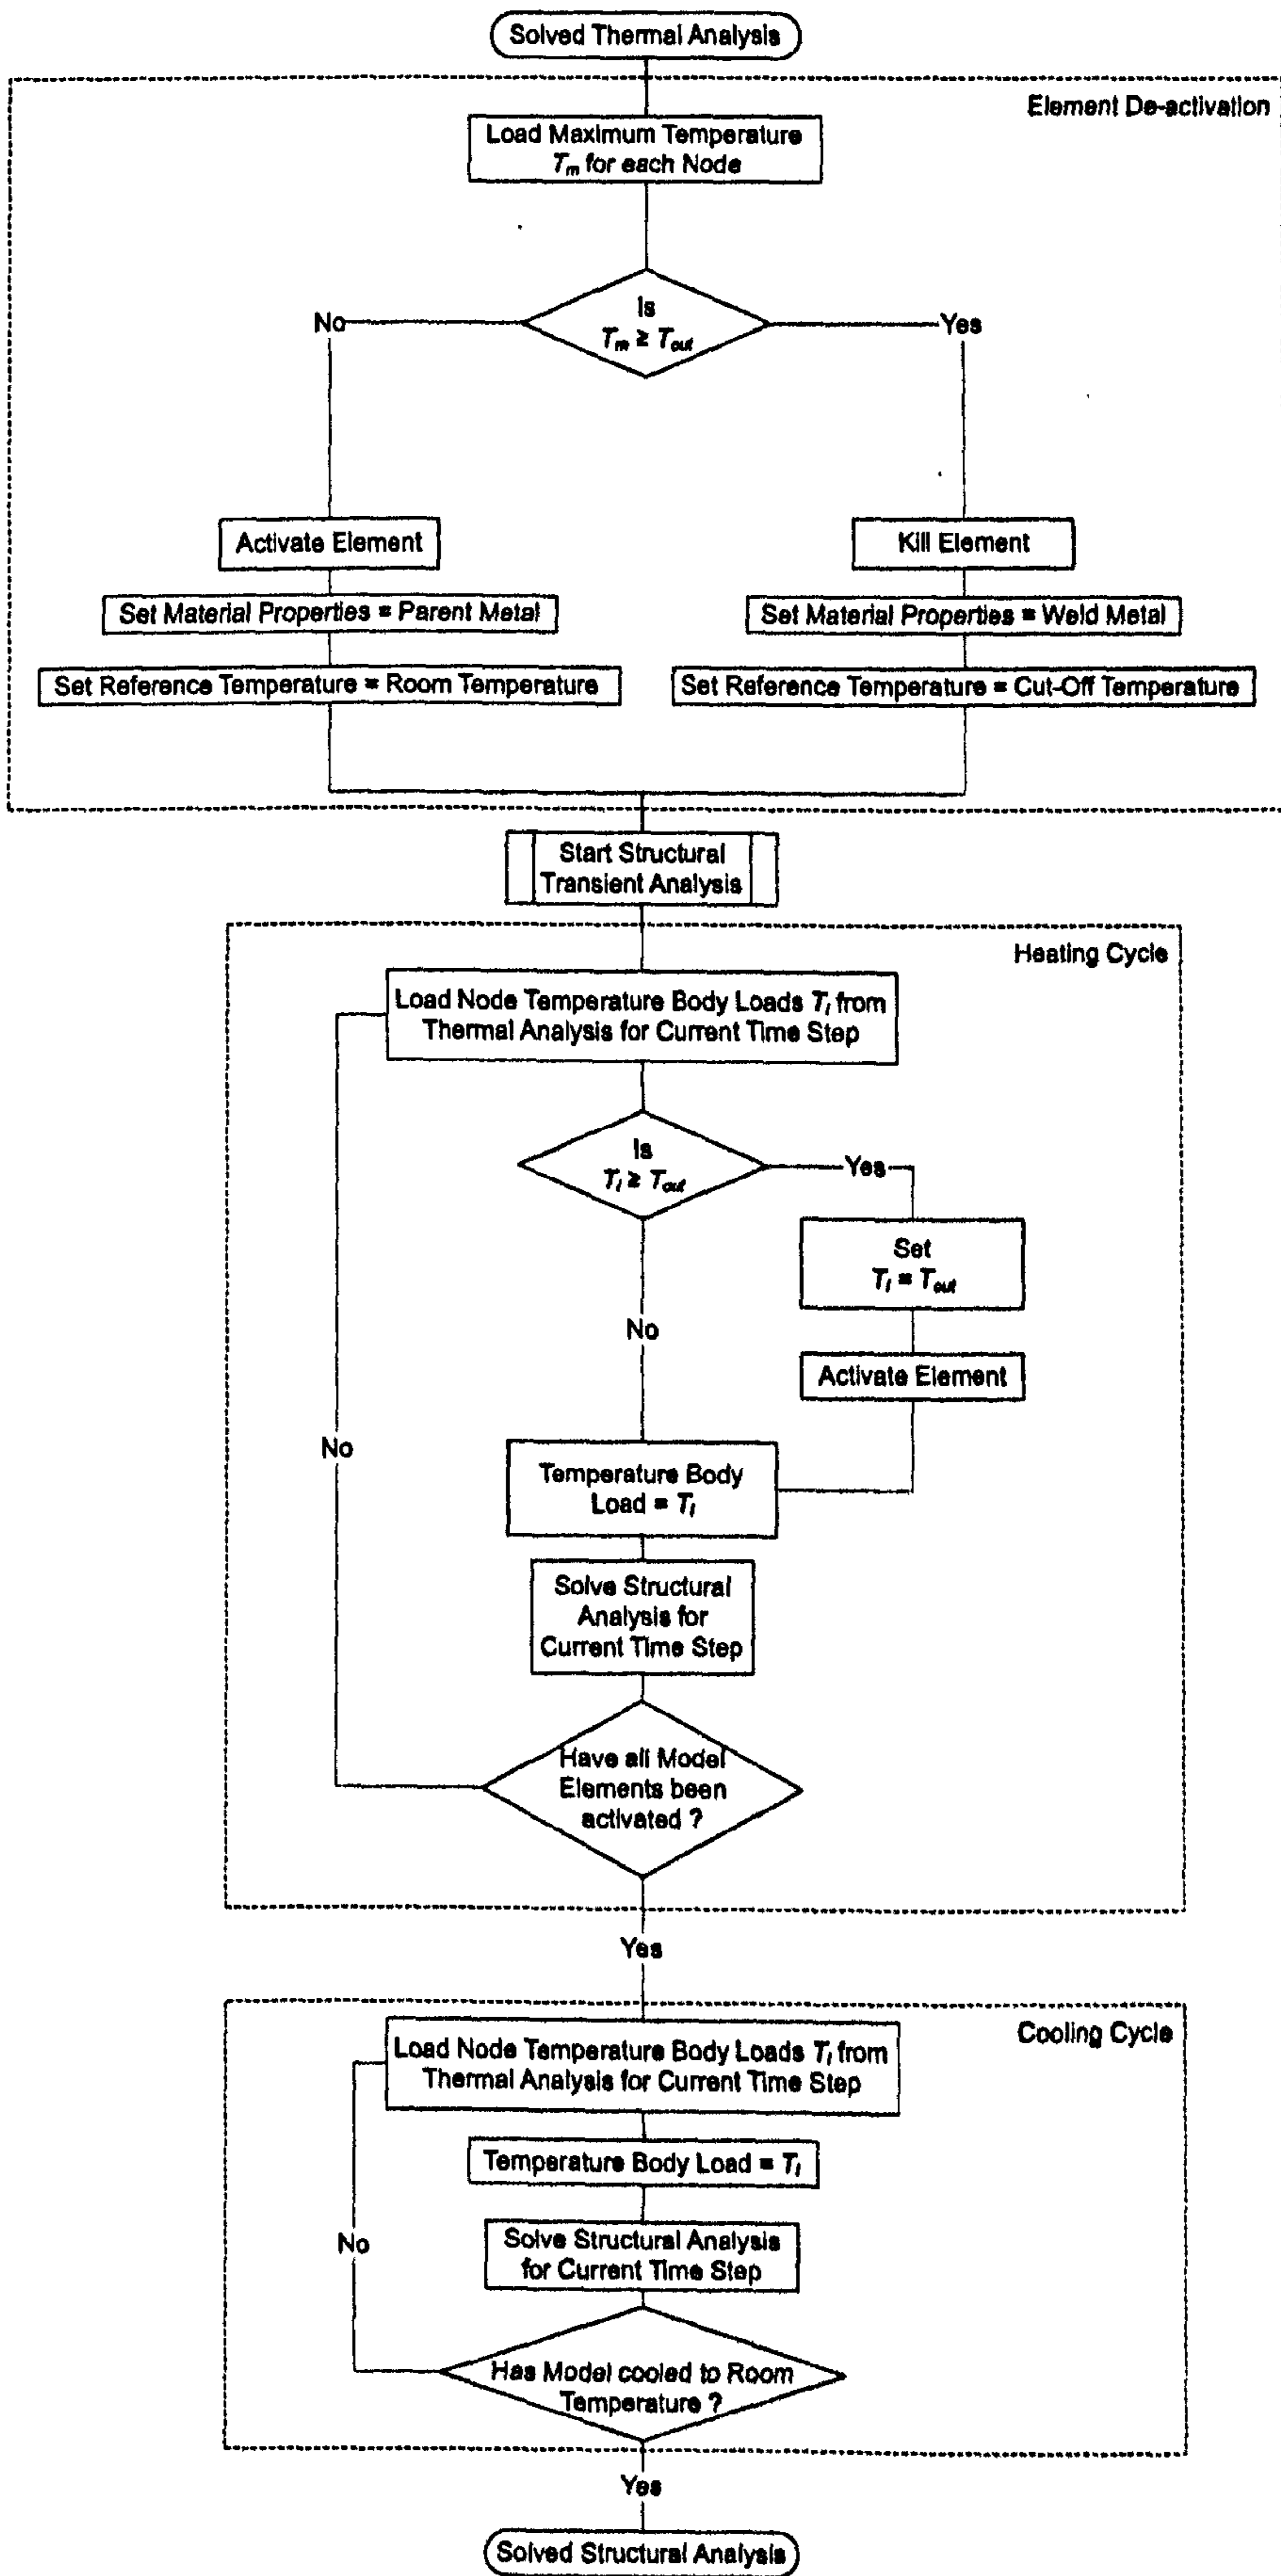 Solved Thermal Analysis
Element De-activation
Load Maximum Temperature
Tm for each Node
Is
Tm ≥ Tcut
No
Yes
Activate Element
Kill Element
Set Material Properties = Parent Metal
Set Material Properties = Weld Metal
Set Reference Temperature = Room Temperature
Set Reference Temperature = Cut-Off Temperature
Start Structural
Transient Analysis
Heating Cycle
Load Node Temperature Body Loads Ti from
Thermal Analysis for Current Time Step
Is
Ti ≥ Tcut
Yes
Set
Ti = Tcut
No
Activate Element
No
Temperature Body
Load = Ti
Solve Structural
Analysis for
Current Time Step
Have all Model
Elements been
activated ?
Yes
Cooling Cycle
Load Node Temperature Body Loads Ti from
Thermal Analysis for Current Time Step
Temperature Body Load = Ti
No
Solve Structural Analysis
for Current Time Step
Has Model cooled to Room
Temperature ?
Yes
Solved Structural Analysis